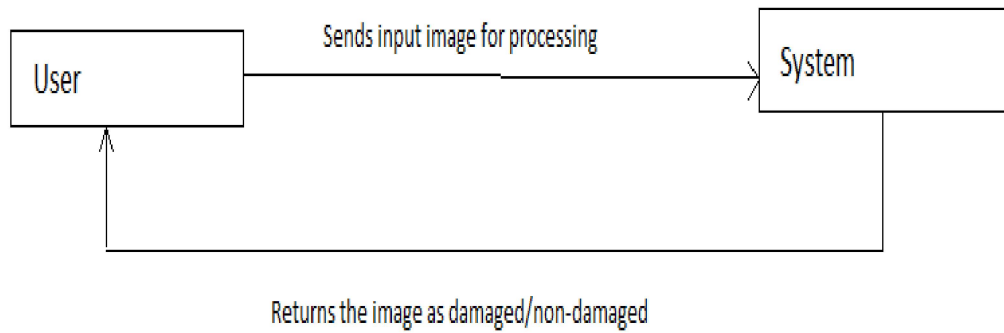 Sends input image for processing
User
System
Returns the image as damaged/non-damaged